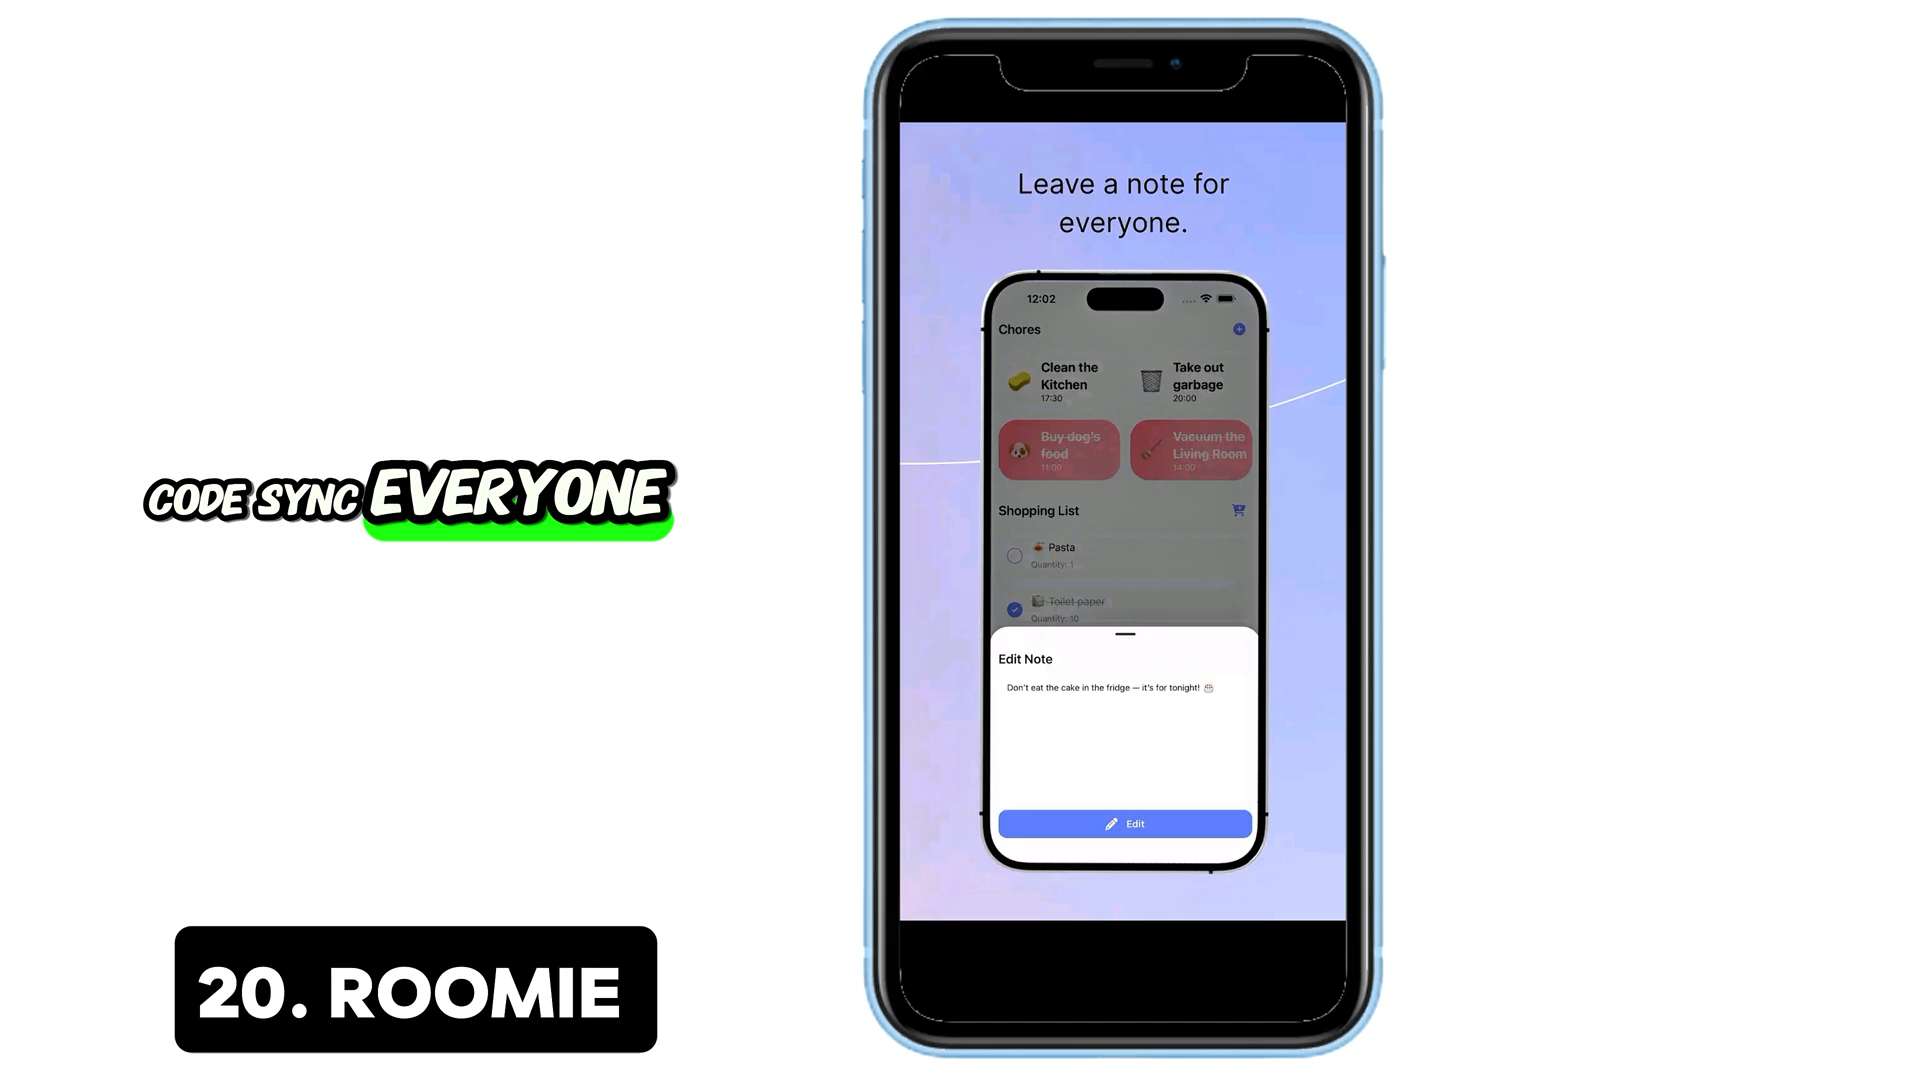 Leave a note for
everyone.
12:02
Chores
Clean the
Kitchen
17:30
Take out
garbage
20:00
Buy dog's
food
11:00
Vacuum the
Living Room
14:00
Shopping List
Pasta
Quantity: 1
Toilet paper
Quantity: 10
Edit Note
Don't eat the cake in the fridge — it's for tonight! 🎂
Edit
CODE SYNC EVERYONE
20. ROOMIE